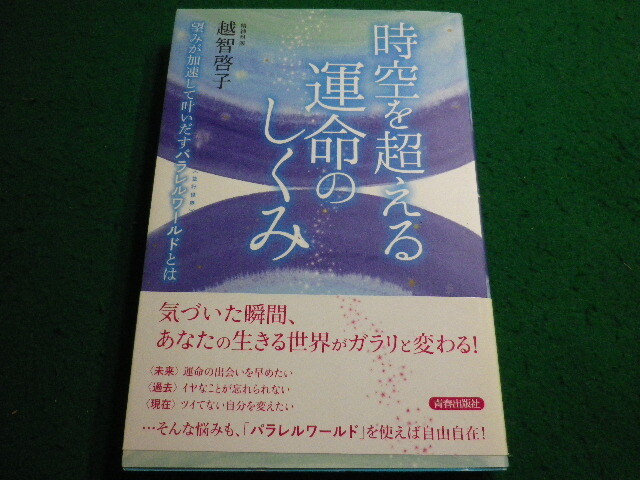 時空を超える
運命の
しくみ
越智啓子
望みが加速して叶いだすパラレルワールドとは
気づいた瞬間、
あなたの生きる世界がガラリと変わる!
〈未来〉運命の出会いを早めたい
〈過去〉イヤなことが忘れられない
〈現在〉ツイてない自分を変えたい
…そんな悩みも、「パラレルワールド」を使えば自由自在!
青春出版社